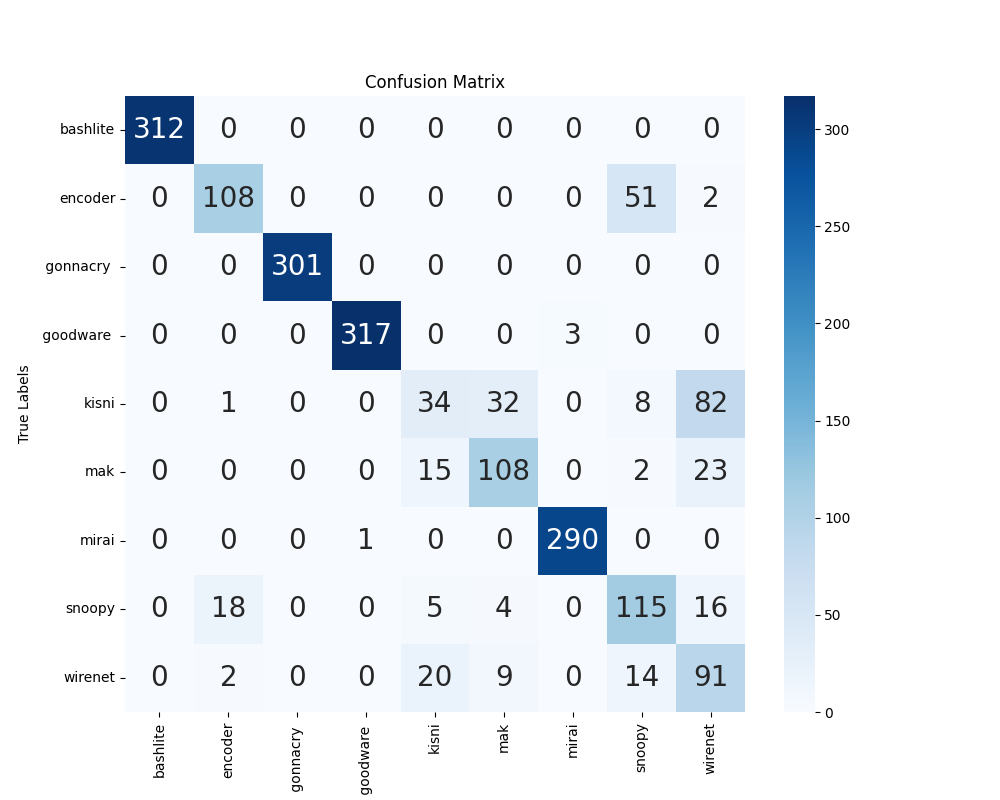 Confusion Matrix
True Labels
bashlite 312 0 0 0 0 0 0 0 0
encoder 0 108 0 0 0 0 0 51 2
gonnacry 0 0 301 0 0 0 0 0 0
goodware 0 0 0 317 0 0 3 0 0
kisni 0 1 0 0 34 32 0 8 82
mak 0 0 0 0 15 108 0 2 23
mirai 0 0 0 1 0 0 290 0 0
snoopy 0 18 0 0 5 4 0 115 16
wirenet 0 2 0 0 20 9 0 14 91
bashlite encoder gonnacry goodware kisni mak mirai snoopy wirenet
300
250
200
150
100
50
0